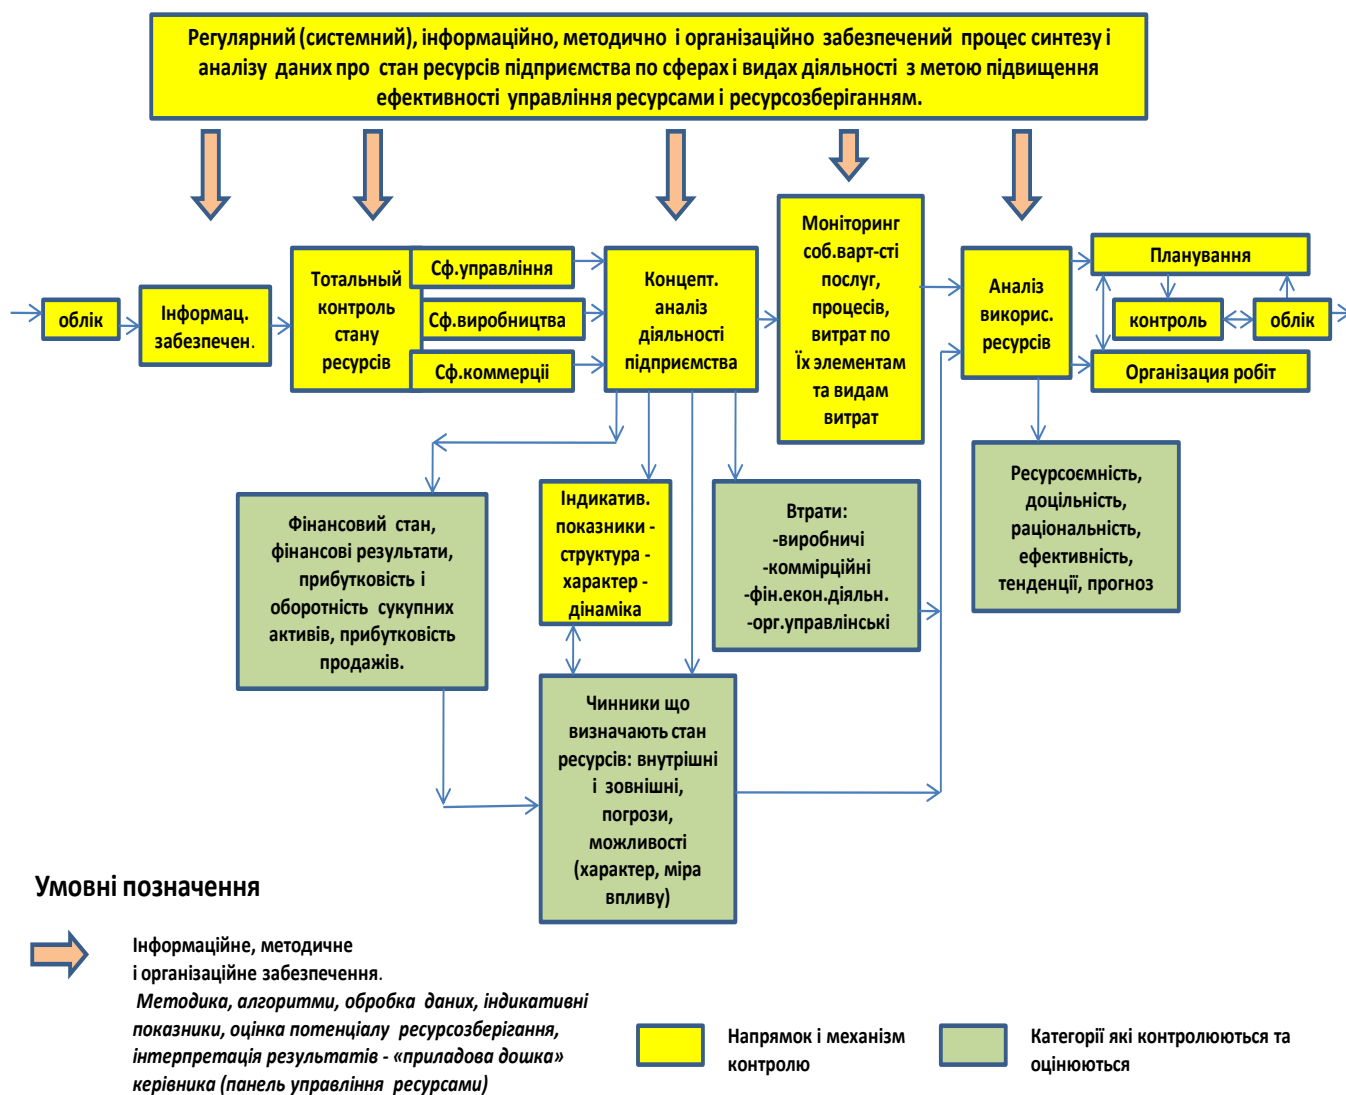 Регулярний (системний), інформаційно, методично і організаційно забезпечений процес синтезу і
аналізу даних про стан ресурсів підприємства по сферах і видах діяльності з метою підвищення
ефективності управління ресурсами і ресурсозберіганням.
облік
Інформац.
забезпечен.
Тотальный
контроль
стану
ресурсів
Сф.управління
Сф.виробництва
Сф.коммерції
Концепт.
аналіз
діяльності
підприємства
Моніторинг
соб.варт-сті
послуг,
процесів,
витрат по
Їх элементам
та видам
витрат
Аналіз
викорис.
ресурсів
Планування
контроль
облік
Організация робіт
Фінансовий стан,
фінансові результати,
прибутковість і
оборотність сукупних
активів, прибутковість
продажів.
Індикатив.
показники -
структура -
характер -
дінаміка
Втрати:
-виробничі
-коммірційні
-фін.екон.діяльн.
-орг.управлінські
Ресурсоємність,
доцільність,
раціональність,
ефективність,
тенденції, прогноз
Чинники що
визначають стан
ресурсів: внутрішні
і зовнішні,
погрози,
можливості
(характер, міра
впливу)
Умовні позначення
Інформаційне, методичне
і організаційне забезпечення.
Методика, алгоритми, обробка даних, індикативні
показники, оцінка потенціалу ресурсозберігання,
інтерпретація результатів - «приладова дошка»
керівника (панель управління ресурсами)
Напрямок і механізм
контролю
Категорії які контролюються та
оцінюються